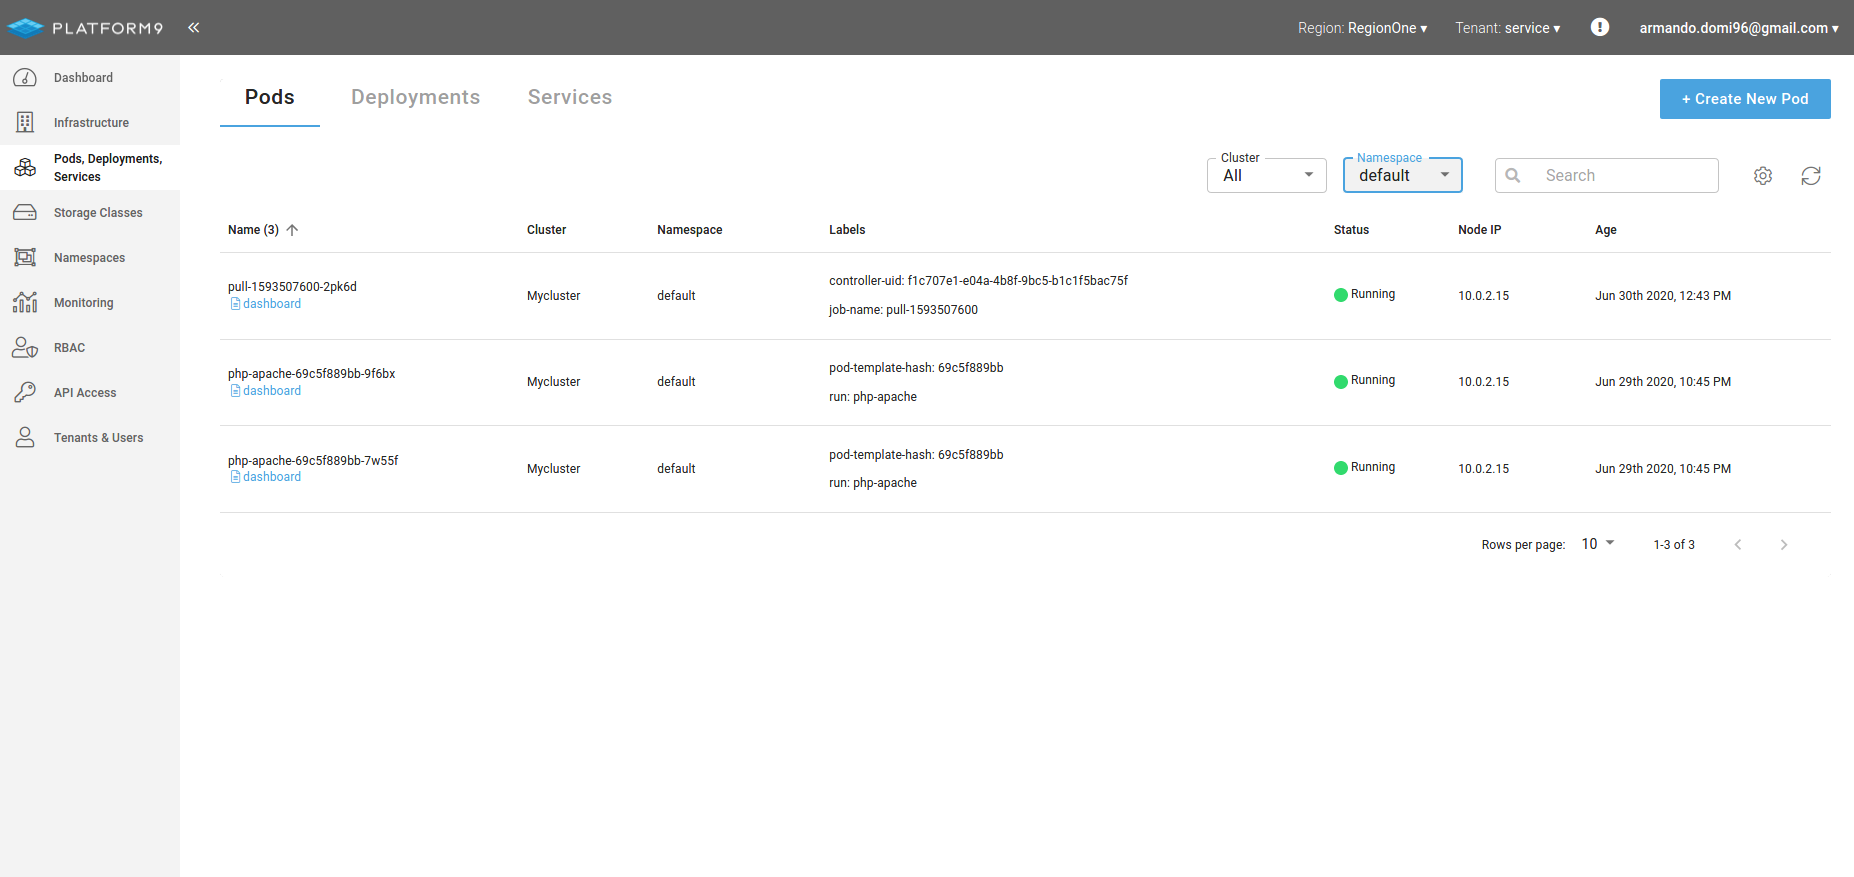 PLATFORM9 «
Region: RegionOne ▾ Tenant: service ▾ armando.domi96@gmail.com ▾
Dashboard
Infrastructure
Pods, Deployments,
Services
Storage Classes
Namespaces
Monitoring
RBAC
API Access
Tenants & Users
Pods Deployments Services
+ Create New Pod
Cluster
All
Namespace
default
Search
Name (3) Cluster Namespace Labels Status Node IP Age
pull-1593507600-2pk6d
dashboard
Mycluster default
controller-uid: f1c707e1-e04a-4b8f-9bc5-b1c1f5bac75f
job-name: pull-1593507600
Running 10.0.2.15 Jun 30th 2020, 12:43 PM
php-apache-69c5f889bb-9f6bx
dashboard
Mycluster default
pod-template-hash: 69c5f889bb
run: php-apache
Running 10.0.2.15 Jun 29th 2020, 10:45 PM
php-apache-69c5f889bb-7w55f
dashboard
Mycluster default
pod-template-hash: 69c5f889bb
run: php-apache
Running 10.0.2.15 Jun 29th 2020, 10:45 PM
Rows per page: 10 1-3 of 3